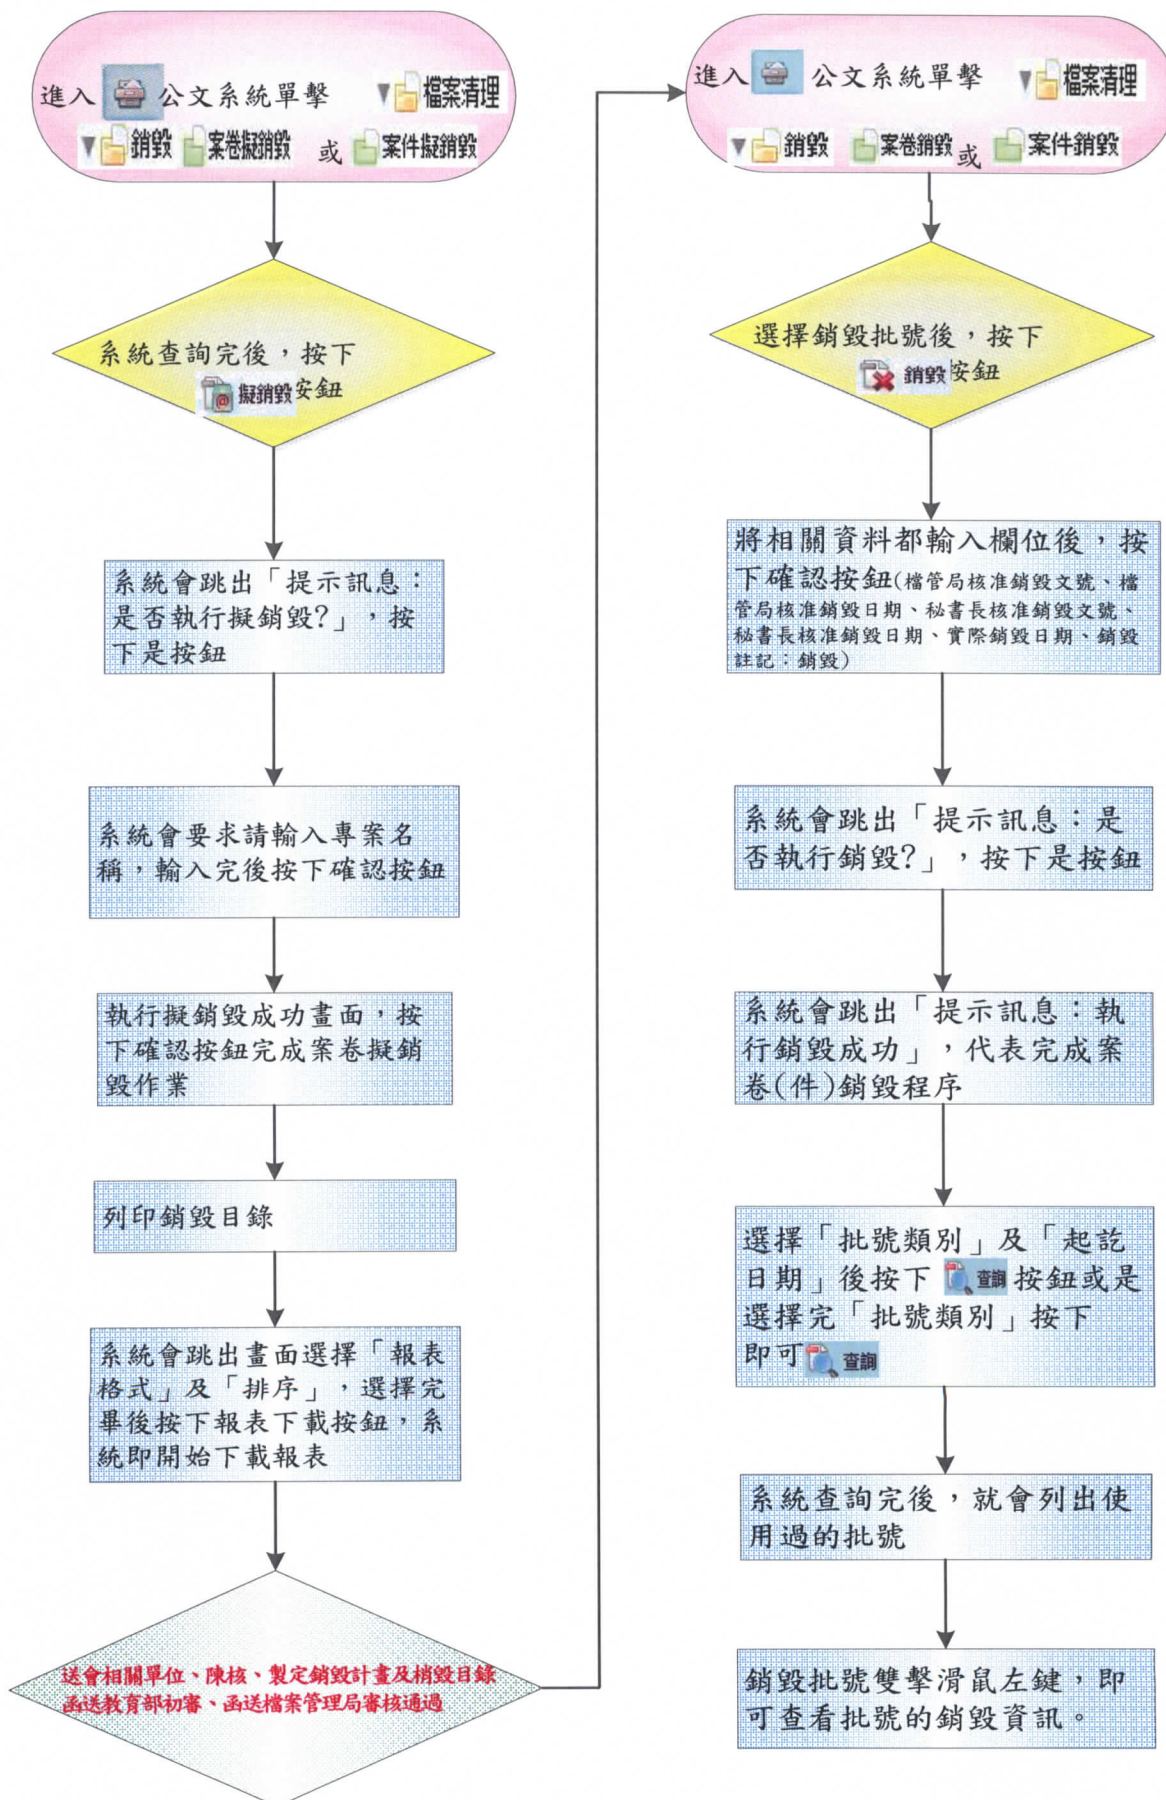 進入 公文系統單擊 ▼檔案清理
▼銷毀 案卷擬銷毀 或 案件擬銷毀
系統查詢完後，按下
擬銷毀 按鈕
系統會跳出「提示訊息：
是否執行擬銷毀?」，按
下是按鈕
系統會要求請輸入專案名
稱，輸入完後按下確認按鈕
執行擬銷毀成功畫面，按
下確認按鈕完成案卷擬銷
毀作業
列印銷毀目錄
系統會跳出畫面選擇「報表
格式」及「排序」，選擇完
畢後按下報表下載按鈕，系
統即開始下載報表
送會相關單位、陳核、製定銷毀計畫及梢毀目錄
函送教育部初審、函送檔案管理局審核通過
進入 公文系統單擊 ▼檔案清理
▼銷毀 案卷銷毀 或 案件銷毀
選擇銷毀批號後，按下
銷毀 按鈕
將相關資料都輸入欄位後，按
下確認按鈕(檔管局核准銷毀文號、檔
管局核准銷毀日期、秘書長核准銷毀文號、
秘書長核准銷毀日期、實際銷毀日期、銷毀
註記：銷毀)
系統會跳出「提示訊息：是
否執行銷毀?」，按下是按鈕
系統會跳出「提示訊息：執
行銷毀成功」，代表完成案
卷(件)銷毀程序
選擇「批號類別」及「起訖
日期」後按下 查詢 按鈕或是
選擇完「批號類別」按下
即可 查詢
系統查詢完後，就會列出使
用過的批號
銷毀批號雙擊滑鼠左鍵，即
可查看批號的銷毀資訊。